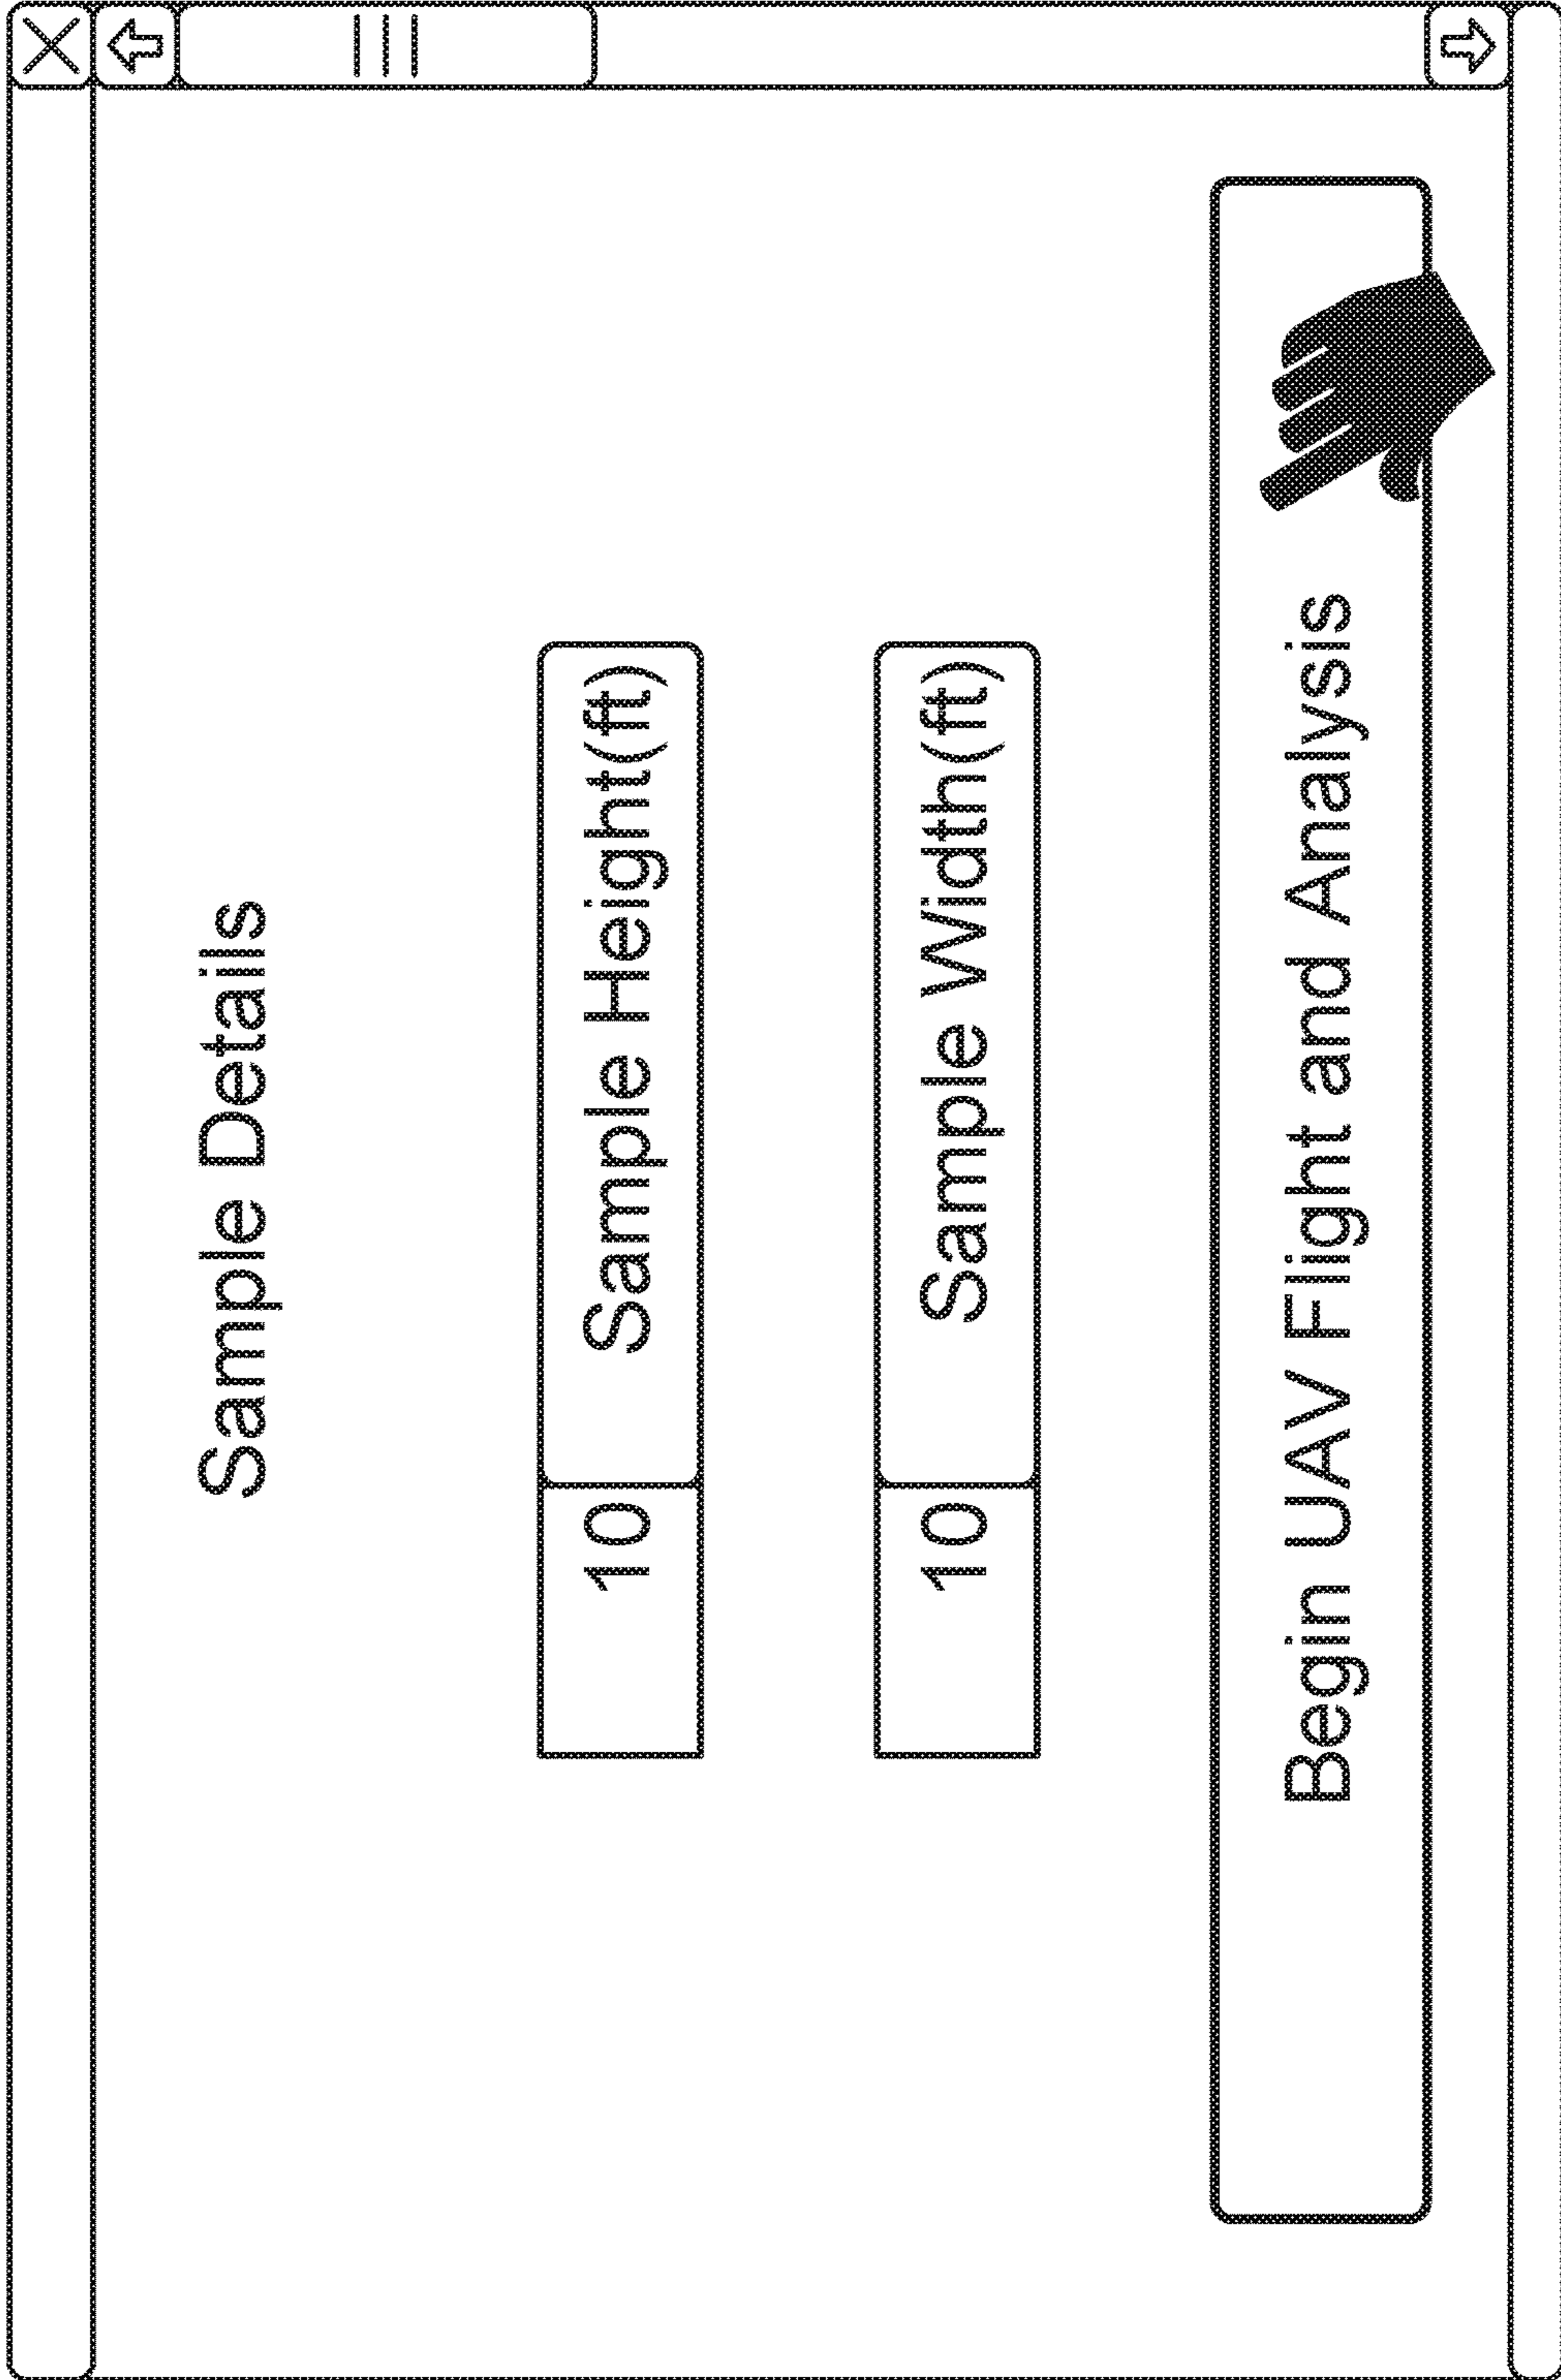 Sample Details
10 Sample Height(ft)
10 Sample Width(ft)
Begin UAV Flight and Analysis